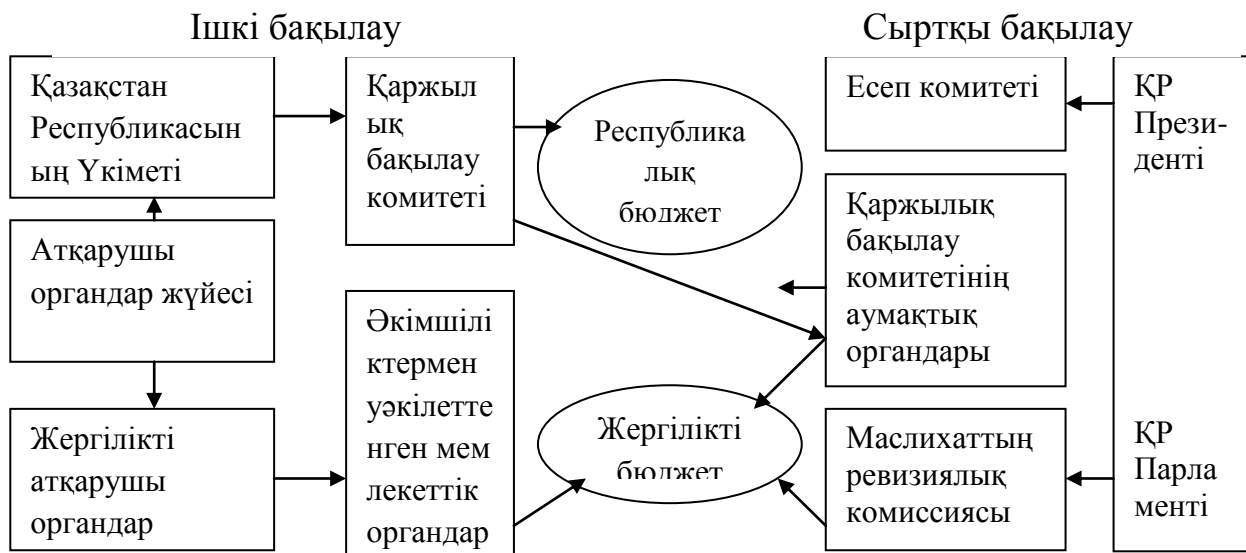 Ішкі бақылау
Сыртқы бақылау
Қазақстан
Республикасын
ың Үкіметі
Қаржыл
ық
бақылау
комитеті
Республика
лық
бюджет
Есеп комитеті
ҚР
Прези-
денті
Атқарушы
органдар жүйесі
Қаржылық
бақылау
комитетінің
аумақтық
органдары
Әкімшілі
ктермен
уәкілетте
нген мем
лекеттік
органдар
Жергілікті
атқарушы
органдар
Жергілікті
бюджет
Маслихаттың
ревизиялық
комиссиясы
ҚР
Парла
менті